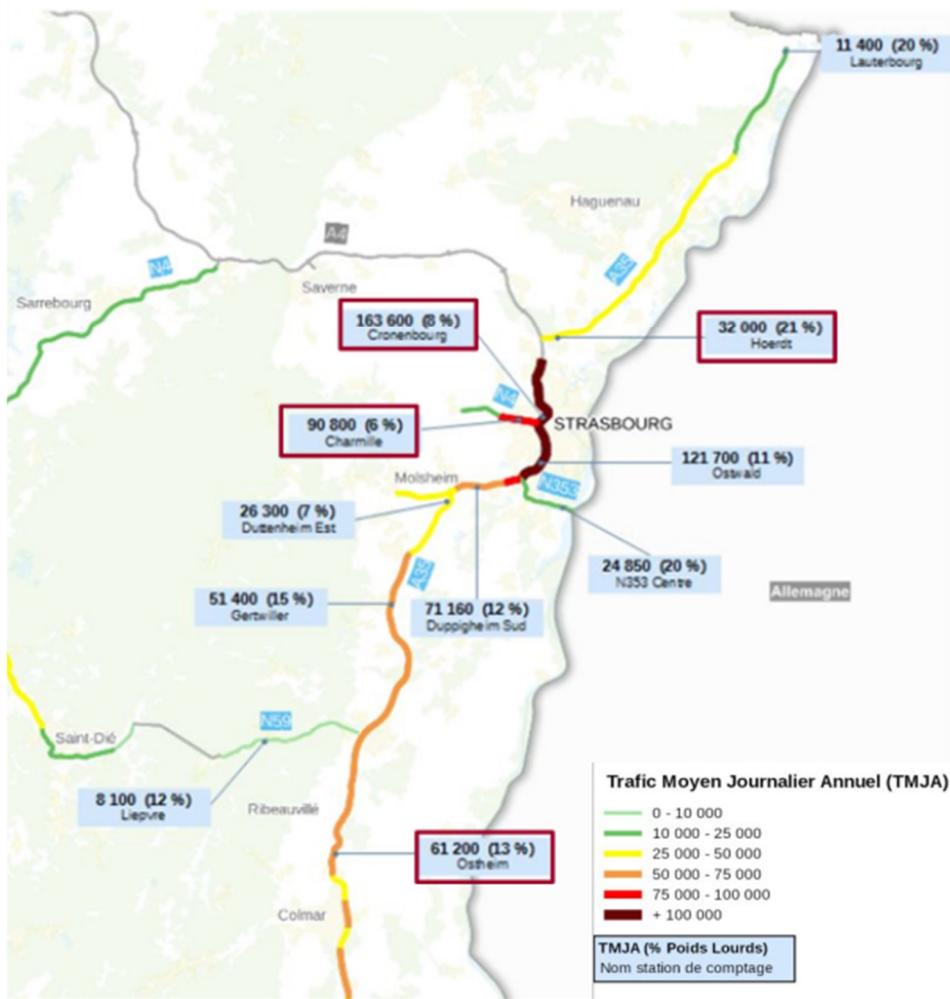 11 400 (20 %)
Lauterbourg
Haguenau
A35
A4
N4
Saverne
Sarrebourg
163 600 (8 %)
Cronenbourg
32 000 (21 %)
Hoerdt
N4
90 800 (6 %)
Charmille
STRASBOURG
121 700 (11 %)
Ostwald
Molsheim
N353
26 300 (7 %)
Duttenheim Est
A35
24 850 (20 %)
N353 Centre
Allemagne
51 400 (15 %)
Gertwiller
71 160 (12 %)
Duppigheim Sud
N59
Saint-Dié
8 100 (12 %)
Liepvre
Ribeauvillé
61 200 (13 %)
Ostheim
Colmar
Trafic Moyen Journalier Annuel (TMJA)
0 - 10 000
10 000 - 25 000
25 000 - 50 000
50 000 - 75 000
75 000 - 100 000
+ 100 000
TMJA (% Poids Lourds)
Nom station de comptage